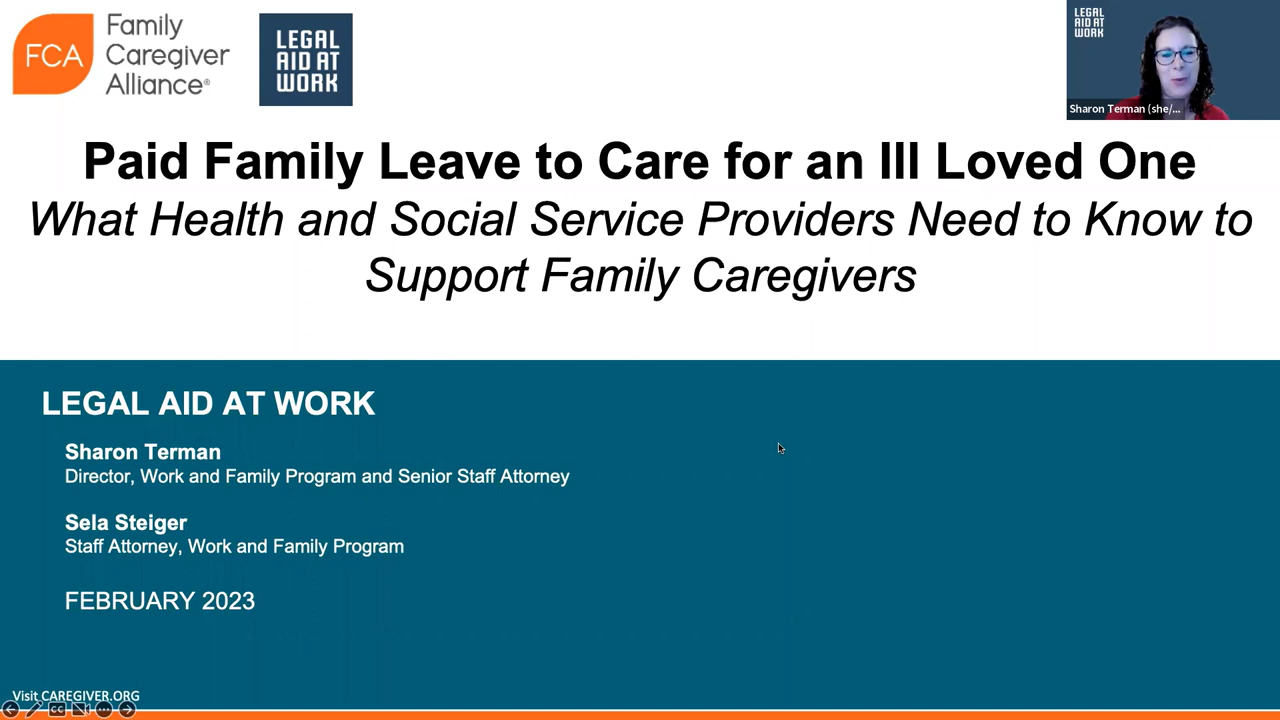 FCA
Family
Caregiver
Alliance®
LEGAL
AID AT
WORK
LEGAL
AID AT
WORK
Sharon Terman (she/...
Paid Family Leave to Care for an Ill Loved One
What Health and Social Service Providers Need to Know to
Support Family Caregivers
LEGAL AID AT WORK
Sharon Terman
Director, Work and Family Program and Senior Staff Attorney
Sela Steiger
Staff Attorney, Work and Family Program
FEBRUARY 2023
Visit CAREGIVER.ORG
CC